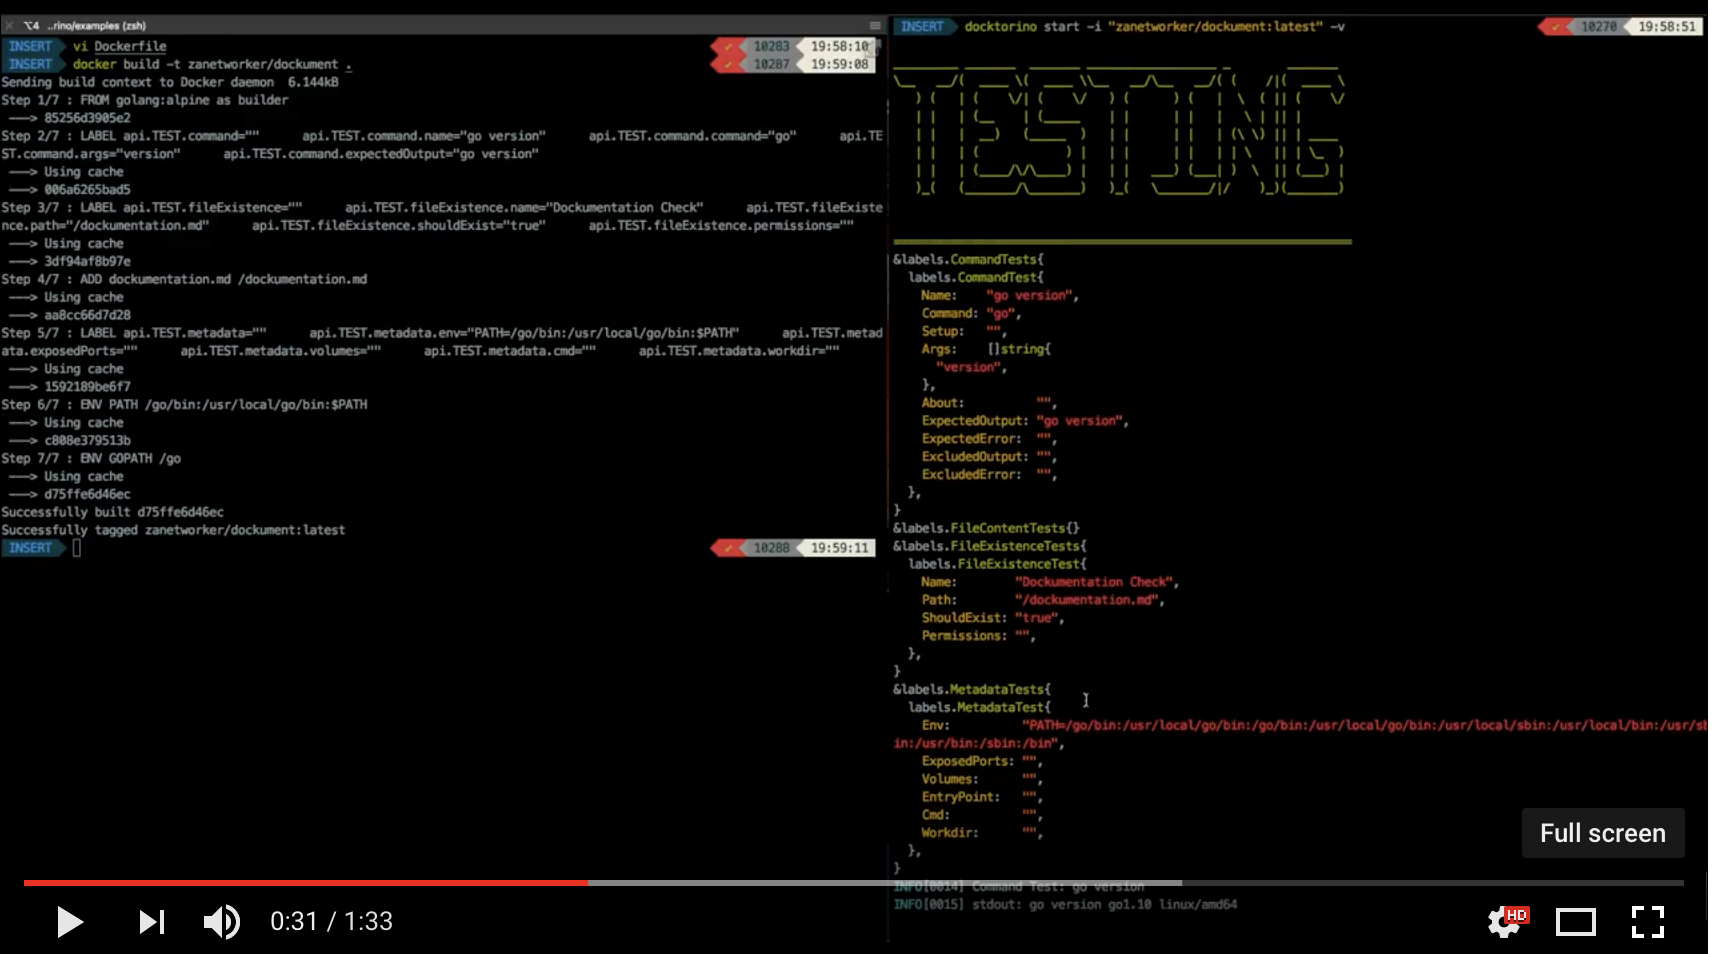 ⌥4 ..rino/examples (zsh)
INSERT vi Dockerfile 10283 19:58:10
INSERT docker build -t zanetworker/dockument . 10287 19:59:08
Sending build context to Docker daemon 6.144kB
Step 1/7 : FROM golang:alpine as builder
---> 85256d3905e2
Step 2/7 : LABEL api.TEST.command="" api.TEST.command.name="go version" api.TEST.command.command="go" api.TE
ST.command.args="version" api.TEST.command.expectedOutput="go version"
---> Using cache
---> 006a6265bad5
Step 3/7 : LABEL api.TEST.fileExistence="" api.TEST.fileExistence.name="Dockumentation Check" api.TEST.fileExiste
nce.path="/dockumentation.md" api.TEST.fileExistence.shouldExist="true" api.TEST.fileExistence.permissions=""
---> Using cache
---> 3df94af8b97e
Step 4/7 : ADD dockumentation.md /dockumentation.md
---> Using cache
---> aa8cc66d7d28
Step 5/7 : LABEL api.TEST.metadata="" api.TEST.metadata.env="PATH=/go/bin:/usr/local/go/bin:$PATH" api.TEST.metad
ata.exposedPorts="" api.TEST.metadata.volumes="" api.TEST.metadata.cmd="" api.TEST.metadata.workdir=""
---> Using cache
---> 1592189be6f7
Step 6/7 : ENV PATH /go/bin:/usr/local/go/bin:$PATH
---> Using cache
---> c808e379513b
Step 7/7 : ENV GOPATH /go
---> Using cache
---> d75ffe6d46ec
Successfully built d75ffe6d46ec
Successfully tagged zanetworker/dockument:latest
INSERT 10288 19:59:11
INSERT docktorino start -i "zanetworker/dockument:latest" -v 10270 19:58:51
TESTING
&labels.CommandTests{
labels.CommandTest{
Name: "go version",
Command: "go",
Setup: "",
Args: []string{
"version",
},
About: "",
ExpectedOutput: "go version",
ExpectedError: "",
ExcludedOutput: "",
ExcludedError: "",
},
}
&labels.FileContentTests{}
&labels.FileExistenceTests{
labels.FileExistenceTest{
Name: "Dockumentation Check",
Path: "/dockumentation.md",
ShouldExist: "true",
Permissions: "",
},
}
&labels.MetadataTests{
labels.MetadataTest{
Env: "PATH=/go/bin:/usr/local/go/bin:/go/bin:/usr/local/go/bin:/usr/local/sbin:/usr/local/bin:/usr/sb
in:/usr/bin:/sbin:/bin",
ExposedPorts: "",
Volumes: "",
EntryPoint: "",
Cmd: "",
Workdir: "",
},
}
INFO[0014] Command Test: go version
INFO[0015] stdout: go version go1.10 linux/amd64
Full screen
0:31 / 1:33
HD